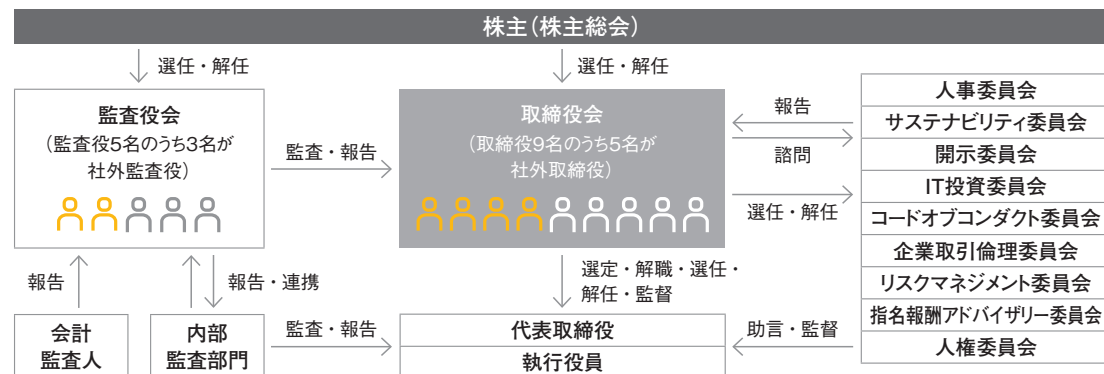 株主（株主総会）
選任・解任
選任・解任
監査役会
（監査役5名のうち3名が
社外監査役）
監査・報告
取締役会
（取締役9名のうち5名が
社外取締役）
報告
諮問
選任・解任
人事委員会
サステナビリティ委員会
開示委員会
IT投資委員会
コードオブコンダクト委員会
企業取引倫理委員会
リスクマネジメント委員会
指名報酬アドバイザリー委員会
人権委員会
報告
報告・連携
選定・解職・選任・
解任・監督
会計
監査人
内部
監査部門
監査・報告
代表取締役
執行役員
助言・監督